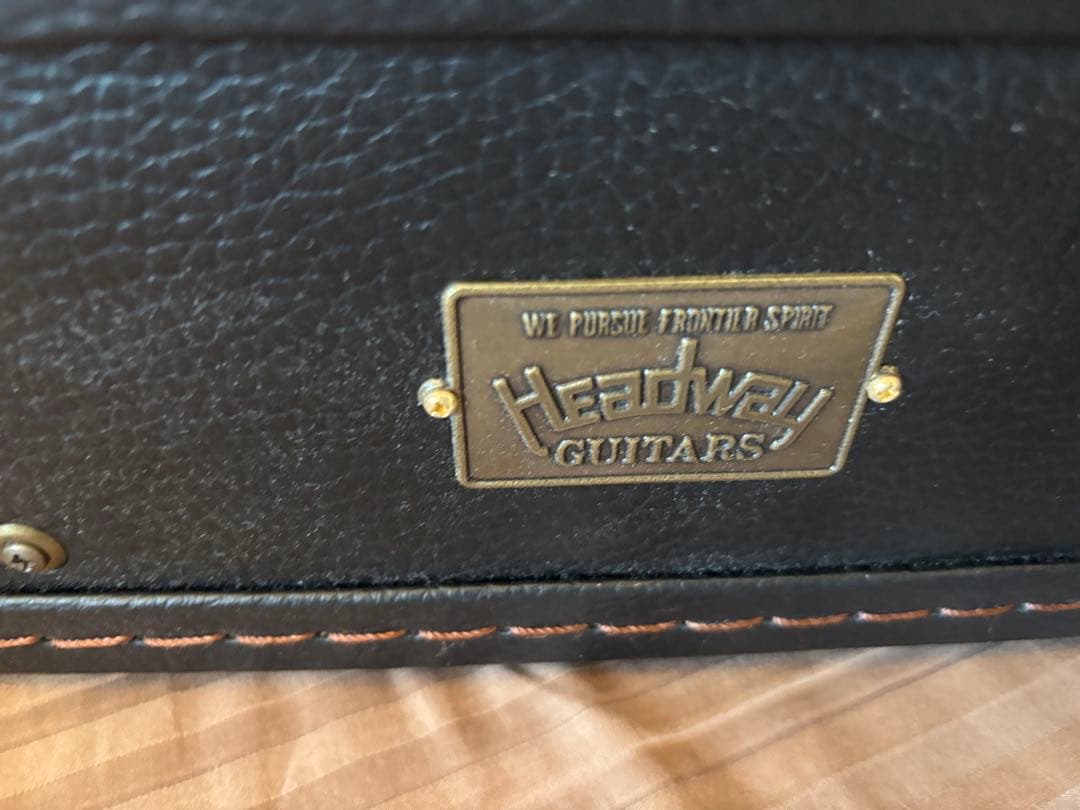 WE PURSUE FRONTIER SPIRIT
Headway
GUITARS